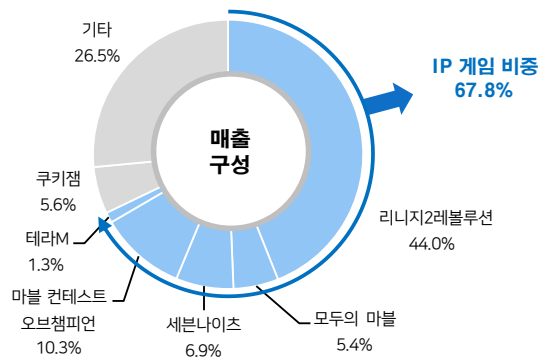 기타
26.5%
IP 게임 비중
67.8%
매출
구성
쿠키잼
5.6%
리니지2레볼루션
44.0%
테라M
1.3%
마블 컨테스트
오브챔피언
10.3%
세븐나이츠
6.9%
모두의 마블
5.4%